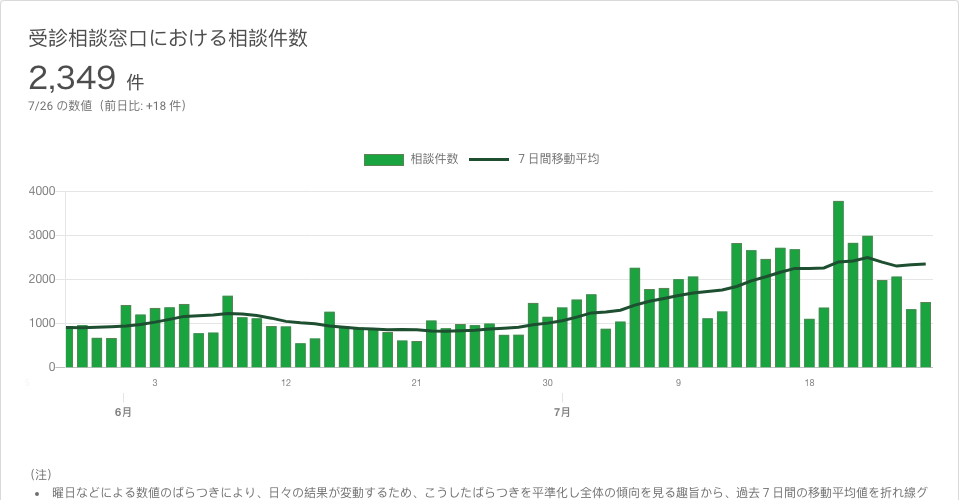 受診相談窓口における相談件数
2,349 件
7/26 の数値（前日比: +18 件）
相談件数 7 日間移動平均
4000
3000
2000
1000
0
3 12 21 30 9 18
6月 7月
（注）
• 曜日などによる数値のばらつきにより、日々の結果が変動するため、こうしたばらつきを平準化し全体の傾向を見る趣旨から、過去 7 日間の移動平均値を折れ線グ